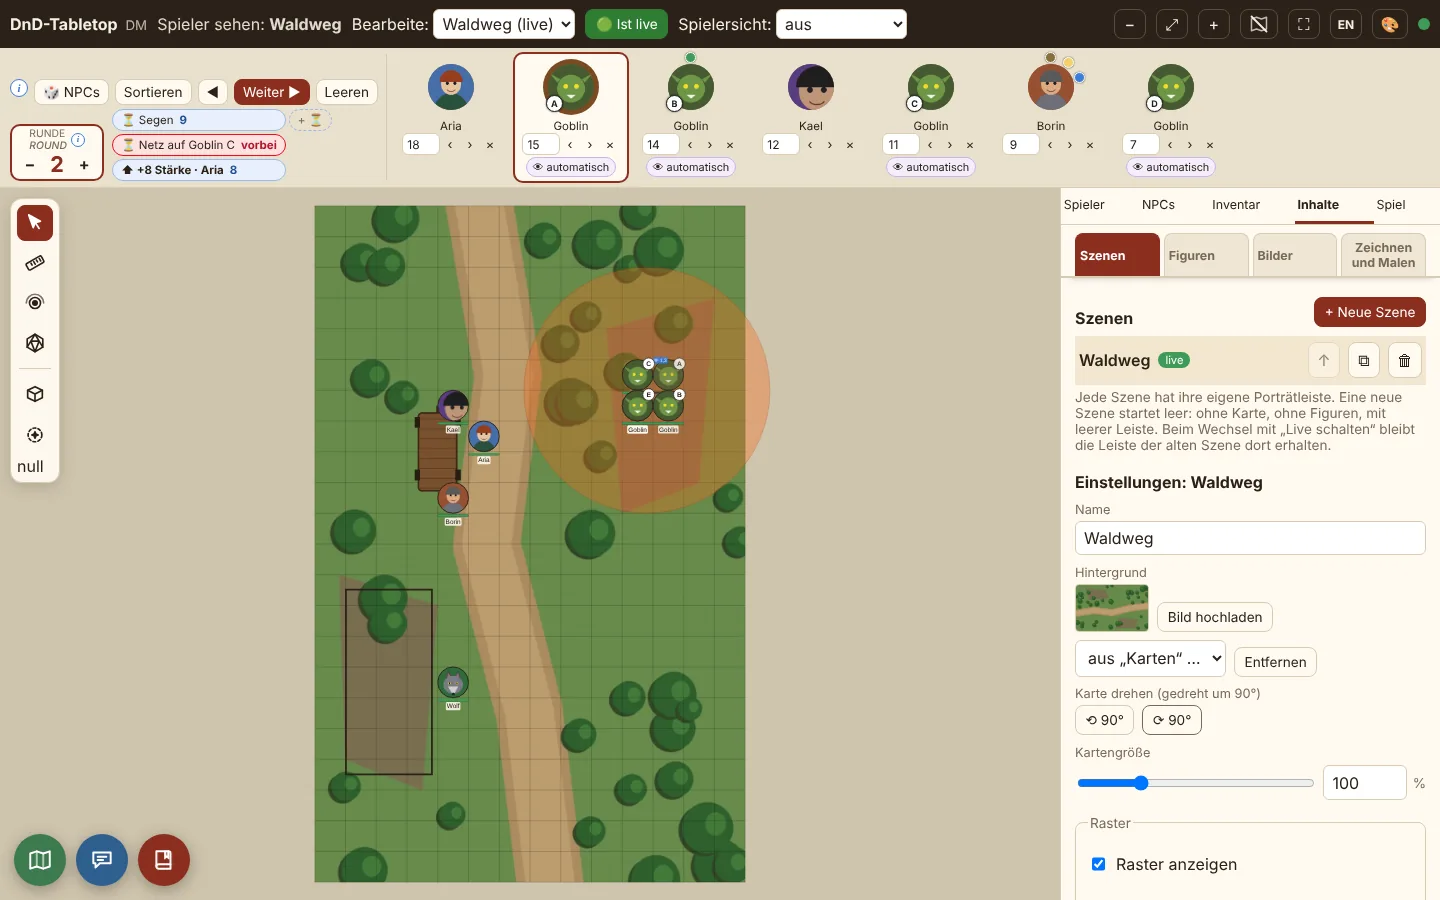 DnD-Tabletop DM Spieler sehen: Waldweg Bearbeite: Waldweg (live) Ist live Spielersicht: aus − + EN
i NPCs Sortieren ◀ Weiter ▶ Leeren
RUNDE
ROUND i
− 2 +
Segen 9
+
Netz auf Goblin C vorbei
+8 Stärke · Aria 8
Aria
18 ‹ › ×
A
Goblin
15 ‹ › ×
automatisch
B
Goblin
14 ‹ › ×
automatisch
Kael
12 ‹ › ×
C
Goblin
11 ‹ › ×
automatisch
Borin
9 ‹ › ×
D
Goblin
7 ‹ › ×
automatisch
null
C A
E B
Goblin Goblin
Kael
Aria
Borin
Wolf
Spieler NPCs Inventar Inhalte Spiel
Szenen Figuren Bilder Zeichnen
und Malen
Szenen + Neue Szene
Waldweg live ↑
Jede Szene hat ihre eigene Porträtleiste. Eine neue
Szene startet leer: ohne Karte, ohne Figuren, mit
leerer Leiste. Beim Wechsel mit „Live schalten“ bleibt
die Leiste der alten Szene dort erhalten.
Einstellungen: Waldweg
Name
Waldweg
Hintergrund
Bild hochladen
aus „Karten“ ... Entfernen
Karte drehen (gedreht um 90°)
⟲ 90° ⟳ 90°
Kartengröße
100 %
Raster
Raster anzeigen